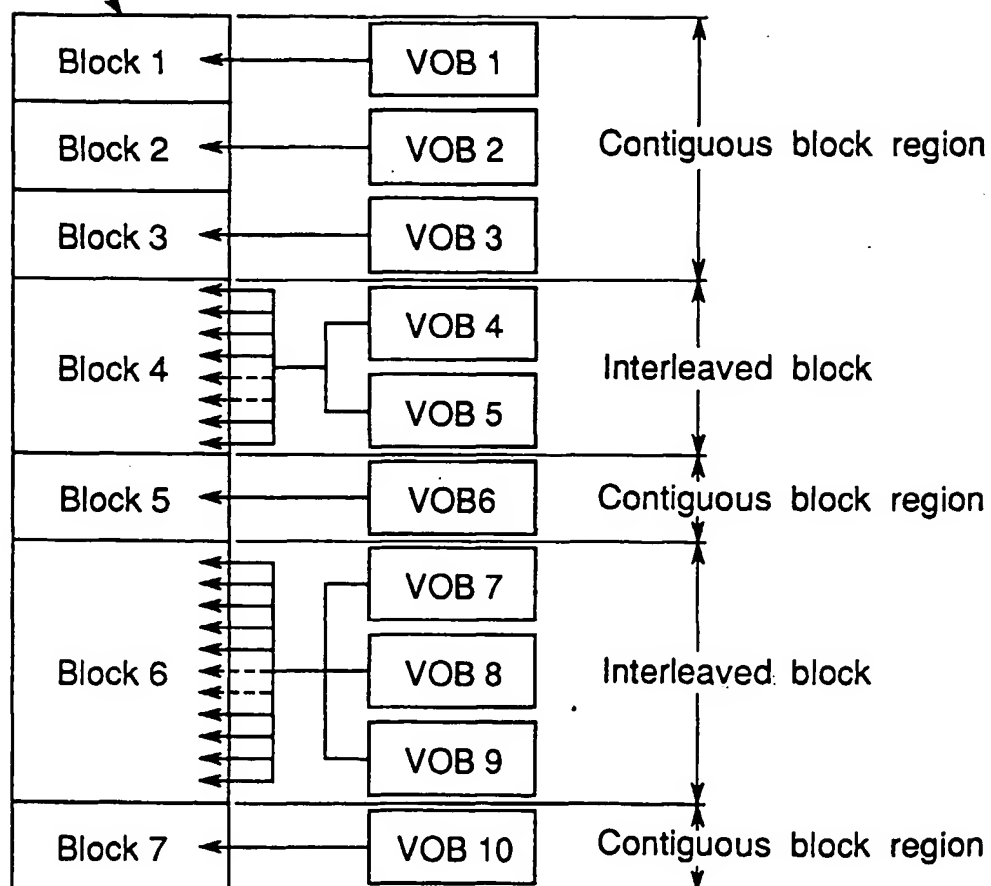 Block 1
VOB 1
Block 2
VOB 2
Contiguous block region
Block 3
VOB 3
VOB 4
Block 4
Interleaved block
VOB 5
Block 5
VOB6
Contiguous block region
VOB 7
Block 6
VOB 8
Interleaved block
VOB 9
Block 7
VOB 10
Contiguous block region